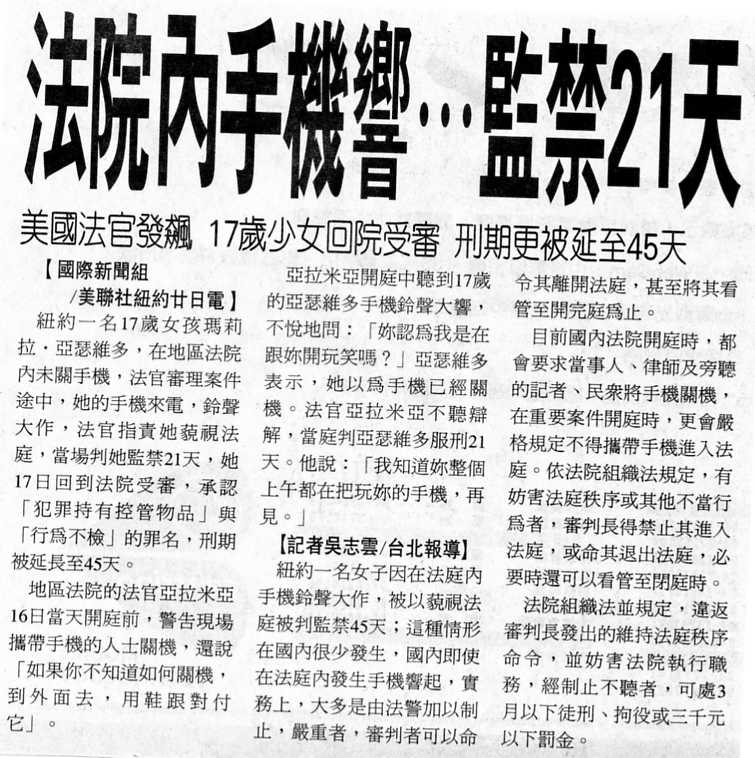 法院內手機響…監禁21天
美國法官發飆 17歲少女回院受審 刑期更被延至45天
【國際新聞組
/美聯社紐約廿日電】
紐約一名17歲女孩瑪莉
拉‧亞瑟維多，在地區法院
內未關手機，法官審理案件
途中，她的手機來電，鈴聲
大作，法官指責她藐視法
庭，當場判她監禁21天，她
17日回到法院受審，承認
「犯罪持有控管物品」與
「行為不檢」的罪名，刑期
被延長至45天。
地區法院的法官亞拉米亞
16日當天開庭前，警告現場
攜帶手機的人士關機，還說
「如果你不知道如何關機，
到外面去，用鞋跟對付
它」。
亞拉米亞開庭中聽到17歲
的亞瑟維多手機鈴聲大響，
不悅地問：「妳認為我是在
跟妳開玩笑嗎？」亞瑟維多
表示，她以為手機已經關
機。法官亞拉米亞不聽辯
解，當庭判亞瑟維多服刑21
天。他說：「我知道妳整個
上午都在把玩妳的手機，再
見。」
【記者吳志雲/台北報導】
紐約一名女子因在法庭內
手機鈴聲大作，被以藐視法
庭被判監禁45天；這種情形
在國內很少發生，國內即使
在法庭內發生手機響起，實
務上，大多是由法警加以制
止，嚴重者，審判者可以命
令其離開法庭，甚至將其看
管至開完庭為止。
目前國內法院開庭時，都
會要求當事人、律師及旁聽
的記者、民眾將手機關機，
在重要案件開庭時，更會嚴
格規定不得攜帶手機進入法
庭。依法院組織法規定，有
妨害法庭秩序或其他不當行
為者，審判長得禁止其進入
法庭，或命其退出法庭，必
要時還可以看管至閉庭時。
法院組織法並規定，違返
審判長發出的維持法庭秩序
命令，並妨害法院執行職
務，經制止不聽者，可處3
月以下徒刑、拘役或三千元
以下罰金。